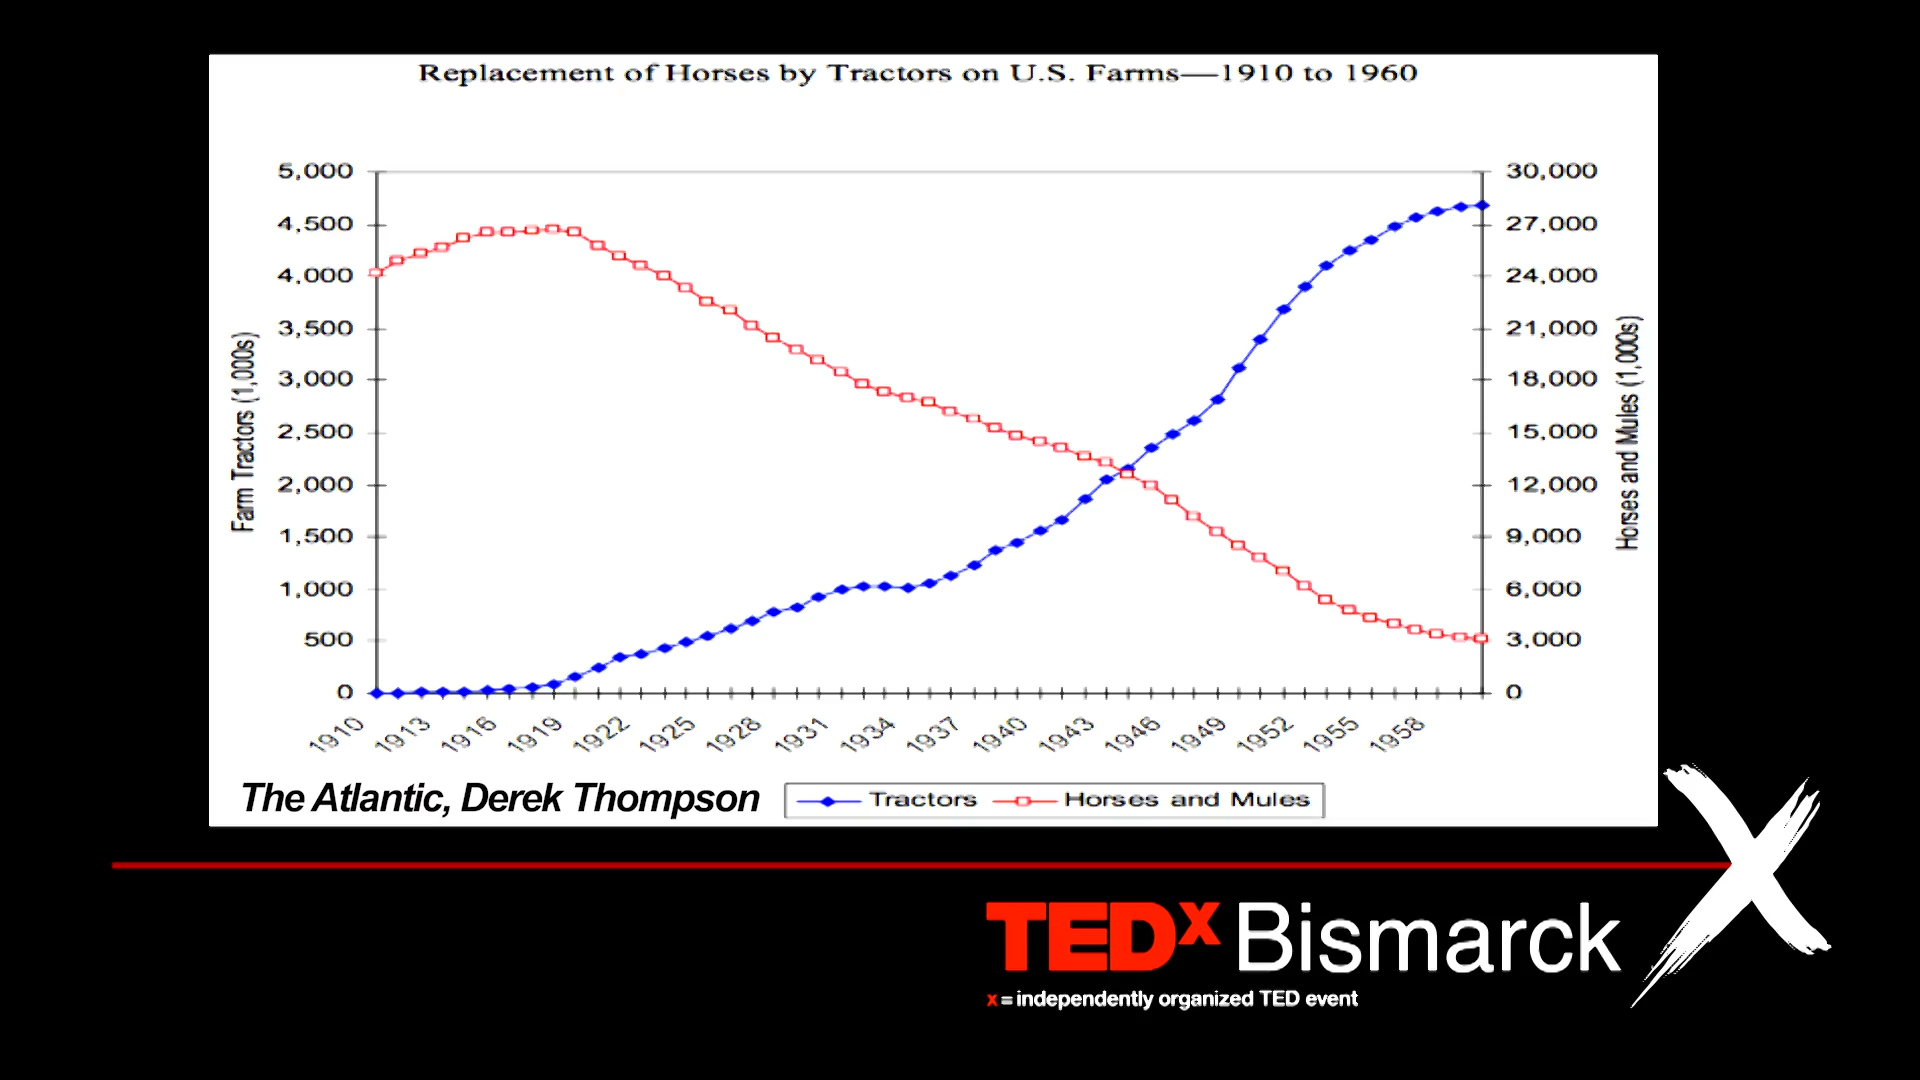 Replacement of Horses by Tractors on U.S. Farms—1910 to 1960
5,000
4,500
4,000
3,500
3,000
2,500
2,000
1,500
1,000
500
0
Farm Tractors (1,000s)
30,000
27,000
24,000
21,000
18,000
15,000
12,000
9,000
6,000
3,000
0
Horses and Mules (1,000s)
1910 1913 1916 1919 1922 1925 1928 1931 1934 1937 1940 1943 1946 1949 1952 1955 1958
The Atlantic, Derek Thompson
Tractors Horses and Mules
TEDx Bismarck
x = independently organized TED event